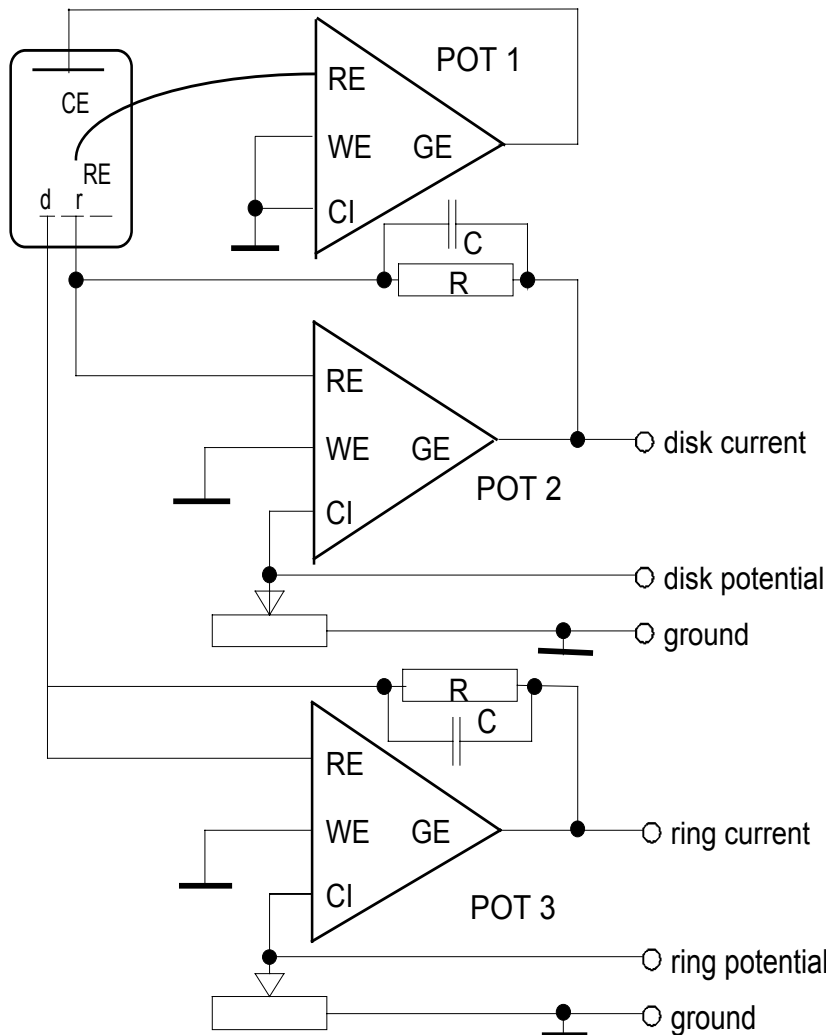 POT 1
RE
CE
WE GE
RE
d r
CI
C
R
RE
WE GE
disk current
POT 2
CI
disk potential
ground
R
C
RE
WE GE
ring current
CI
POT 3
ring potential
ground